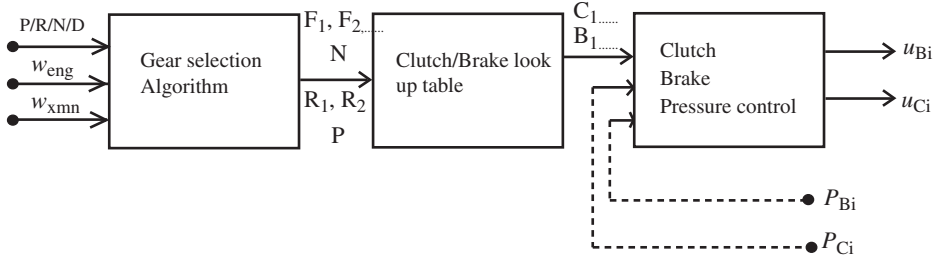 P/R/N/D
w_eng
w_xmn
Gear selection
Algorithm
F₁, F₂,......
N
R₁, R₂
P
Clutch/Brake look
up table
C₁......
B₁......
Clutch
Brake
Pressure control
u_Bi
u_Ci
P_Bi
P_Ci